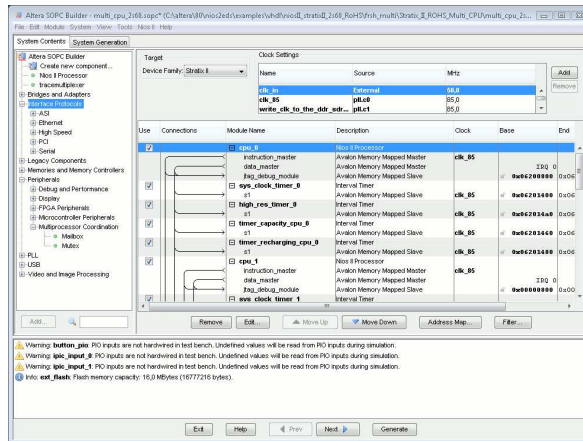 Altera SOPC Builder - multi_cpu_2s60.sopc* (C:\altera\80\nios2eds\examples\vhdl\niosII_stratixII_2s60_RoHS\frsh_multi\Stratix_II_ROHS_Multi_CPU\multi_cpu_2s...
File Edit Module System View Tools Nios II Help
System Contents System Generation
Altera SOPC Builder
Create new component...
Nios II Processor
tracemultiplexer
Bridges and Adapters
Interface Protocols
ASI
Ethernet
High Speed
PCI
Serial
Legacy Components
Memories and Memory Controllers
Peripherals
Debug and Performance
Display
FPGA Peripherals
Microcontroller Peripherals
Multiprocessor Coordination
Mailbox
Mutex
PLL
USB
Video and Image Processing
Add...
Target
Device Family: Stratix II
Clock Settings
Name Source MHz
clk_in External
clk_85 pll.c0 85,0
write_clk_to_the_ddr_sdr... pll.c1 85,0
Add
Remove
Use Connections Module Name Description Clock Base End
cpu_0 Nios II Processor
instruction_master Avalon Memory Mapped Master clk_85
data_master Avalon Memory Mapped Master IRQ 0
jtag_debug_module Avalon Memory Mapped Slave 0x06200800 0x06
sys_clock_timer_0 Interval Timer
s1 Avalon Memory Mapped Slave clk_85 0x06201400 0x06
high_res_timer_0 Interval Timer
s1 Avalon Memory Mapped Slave clk_85 0x062014a0 0x06
timer_capacity_cpu_0 Interval Timer
s1 Avalon Memory Mapped Slave clk_85 0x06201460 0x06
timer_recharging_cpu_0 Interval Timer
s1 Avalon Memory Mapped Slave clk_85 0x06201480 0x06
cpu_1 Nios II Processor
instruction_master Avalon Memory Mapped Master clk_85
data_master Avalon Memory Mapped Master IRQ 0
jtag_debug_module Avalon Memory Mapped Slave 0x00000800 0x00
sys_clock_timer_1 Interval Timer
Remove Edit... Move Up Move Down Address Map... Filter...
Warning: button_pio: PIO inputs are not hardwired in test bench. Undefined values will be read from PIO inputs during simulation.
Warning: ipic_input_0: PIO inputs are not hardwired in test bench. Undefined values will be read from PIO inputs during simulation.
Warning: ipic_input_1: PIO inputs are not hardwired in test bench. Undefined values will be read from PIO inputs during simulation.
Info: ext_flash: Flash memory capacity: 16,0 MBytes (16777216 bytes).
Exit Help Prev Next Generate